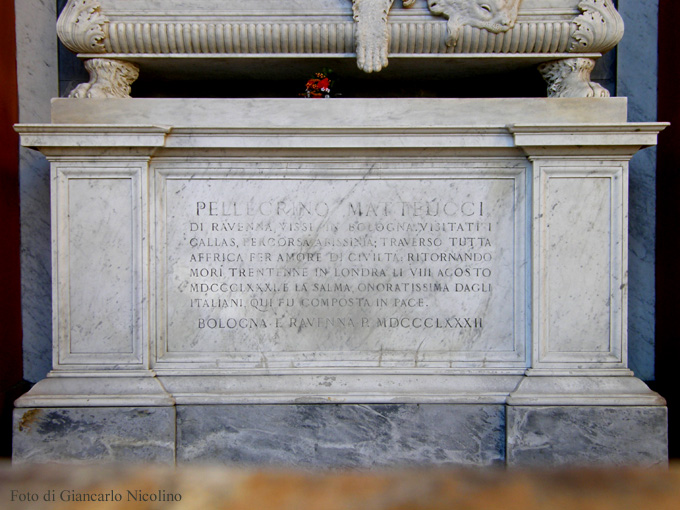 PELLEGRINO MATTEUCCI
DI RAVENNA, VISSE IN BOLOGNA. VISITATI I
GALLAS, PERCORSA ABISSINIA; TRAVERSÒ TUTTA
AFFRICA PER AMORE DI CIVILTÀ: RITORNANDO
MORÍ TRENTENNE IN LONDRA LI VIII AGOSTO
MDCCCLXXXI. E LA SALMA, ONORATISSIMA DAGLI
ITALIANI, QUI FU COMPOSTA IN PACE.
BOLOGNA E RAVENNA P. MDCCCLXXXII
Foto di Giancarlo Nicolino